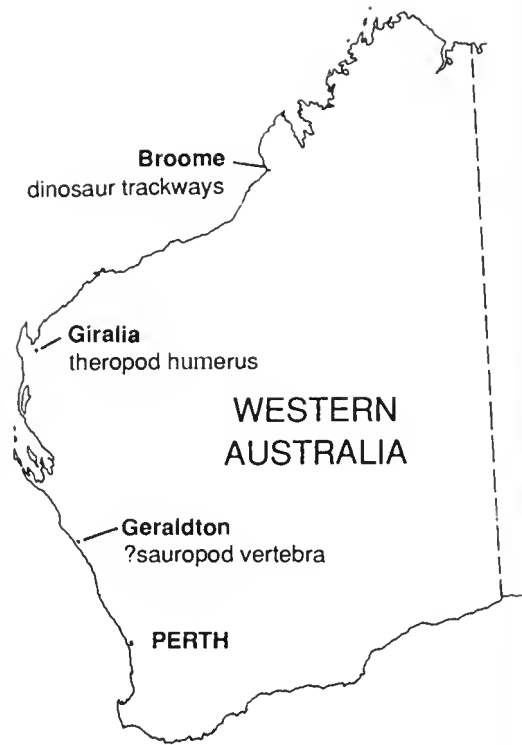 Broome
dinosaur trackways
Giralia
theropod humerus
WESTERN
AUSTRALIA
Geraldton
?sauropod vertebra
PERTH